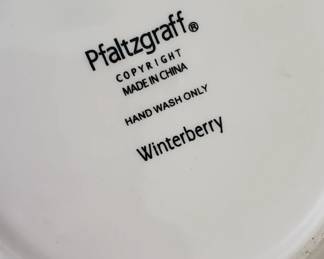 Pfaltzgraff®
COPYRIGHT
MADE IN CHINA
HAND WASH ONLY
Winterberry